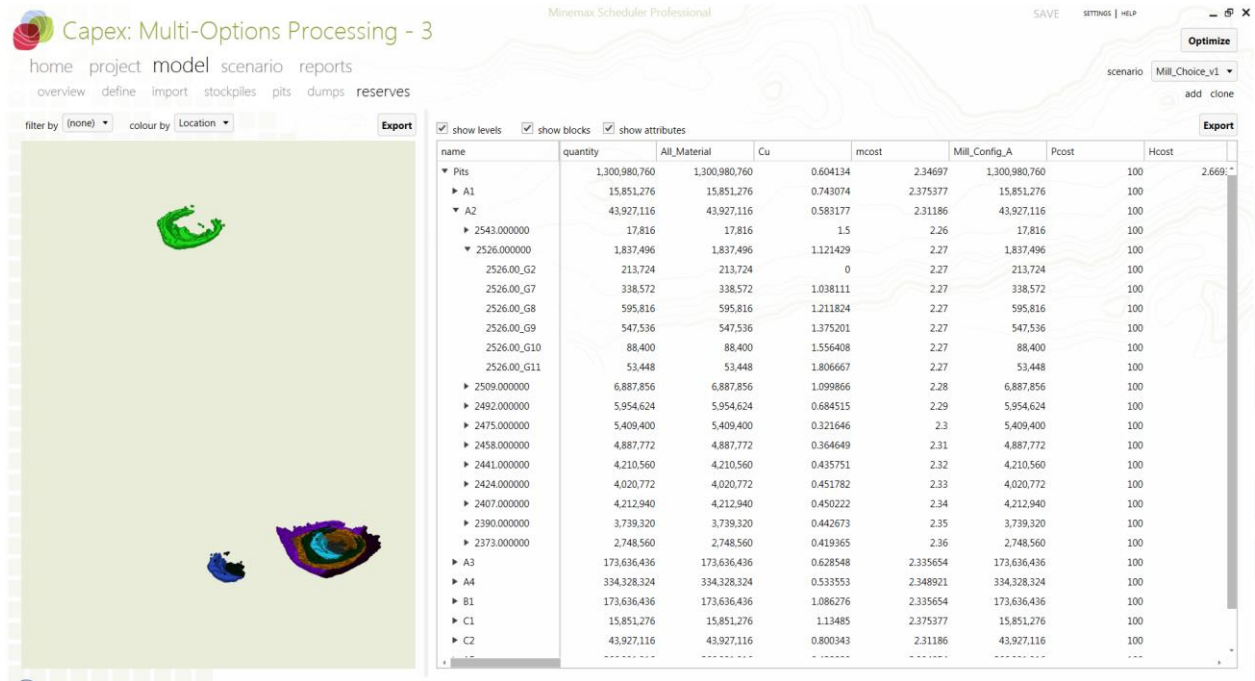 Minemax Scheduler Professional
SAVE SETTINGS | HELP
Capex: Multi-Options Processing - 3
Optimize
home project model scenario reports
scenario Mill_Choice_v1
overview define import stockpiles pits dumps reserves
add clone
filter by (none) colour by Location Export
show levels show blocks show attributes Export
name quantity All_Material Cu mcost Mill_Config_A Pcost Hcost
Pits 1,300,980,760 1,300,980,760 0.604134 2.34697 1,300,980,760 100 2.669
A1 15,851,276 15,851,276 0.743074 2.375377 15,851,276 100
A2 43,927,116 43,927,116 0.583177 2.31186 43,927,116 100
2543.000000 17,816 17,816 1.5 2.26 17,816 100
2526.000000 1,837,496 1,837,496 1.121429 2.27 1,837,496 100
2526.00_G2 213,724 213,724 0 2.27 213,724 100
2526.00_G7 338,572 338,572 1.038111 2.27 338,572 100
2526.00_G8 595,816 595,816 1.211824 2.27 595,816 100
2526.00_G9 547,536 547,536 1.375201 2.27 547,536 100
2526.00_G10 88,400 88,400 1.556408 2.27 88,400 100
2526.00_G11 53,448 53,448 1.806667 2.27 53,448 100
2509.000000 6,887,856 6,887,856 1.099866 2.28 6,887,856 100
2492.000000 5,954,624 5,954,624 0.684515 2.29 5,954,624 100
2475.000000 5,409,400 5,409,400 0.321646 2.3 5,409,400 100
2458.000000 4,887,772 4,887,772 0.364649 2.31 4,887,772 100
2441.000000 4,210,560 4,210,560 0.435751 2.32 4,210,560 100
2424.000000 4,020,772 4,020,772 0.451782 2.33 4,020,772 100
2407.000000 4,212,940 4,212,940 0.450222 2.34 4,212,940 100
2390.000000 3,739,320 3,739,320 0.442673 2.35 3,739,320 100
2373.000000 2,748,560 2,748,560 0.419365 2.36 2,748,560 100
A3 173,636,436 173,636,436 0.628548 2.335654 173,636,436 100
A4 334,328,324 334,328,324 0.533553 2.348921 334,328,324 100
B1 173,636,436 173,636,436 1.086276 2.335654 173,636,436 100
C1 15,851,276 15,851,276 1.13485 2.375377 15,851,276 100
C2 43,927,116 43,927,116 0.800343 2.31186 43,927,116 100